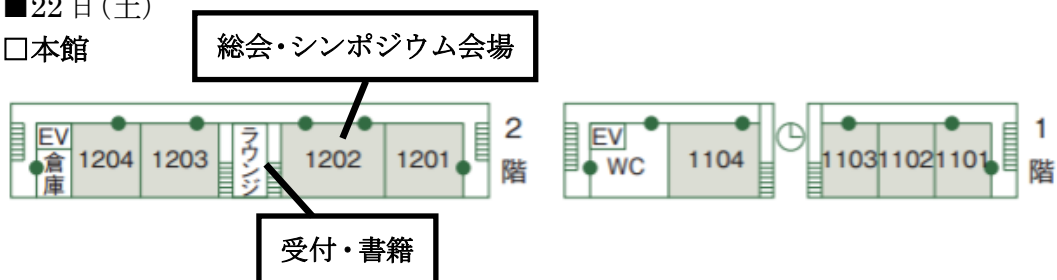 ■22日(土)
□本館
総会・シンポジウム会場
EV
倉庫
1204
1203
ラウンジ
1202
1201
2階
EV
WC
1104
1103
1102
1101
1階
受付・書籍